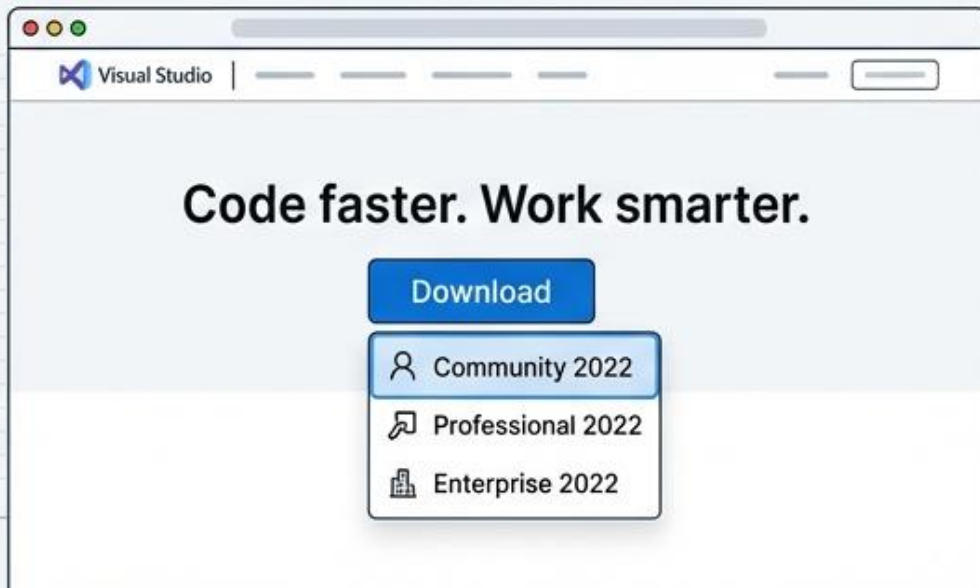 Visual Studio
Code faster. Work smarter.
Download
Community 2022
Professional 2022
Enterprise 2022